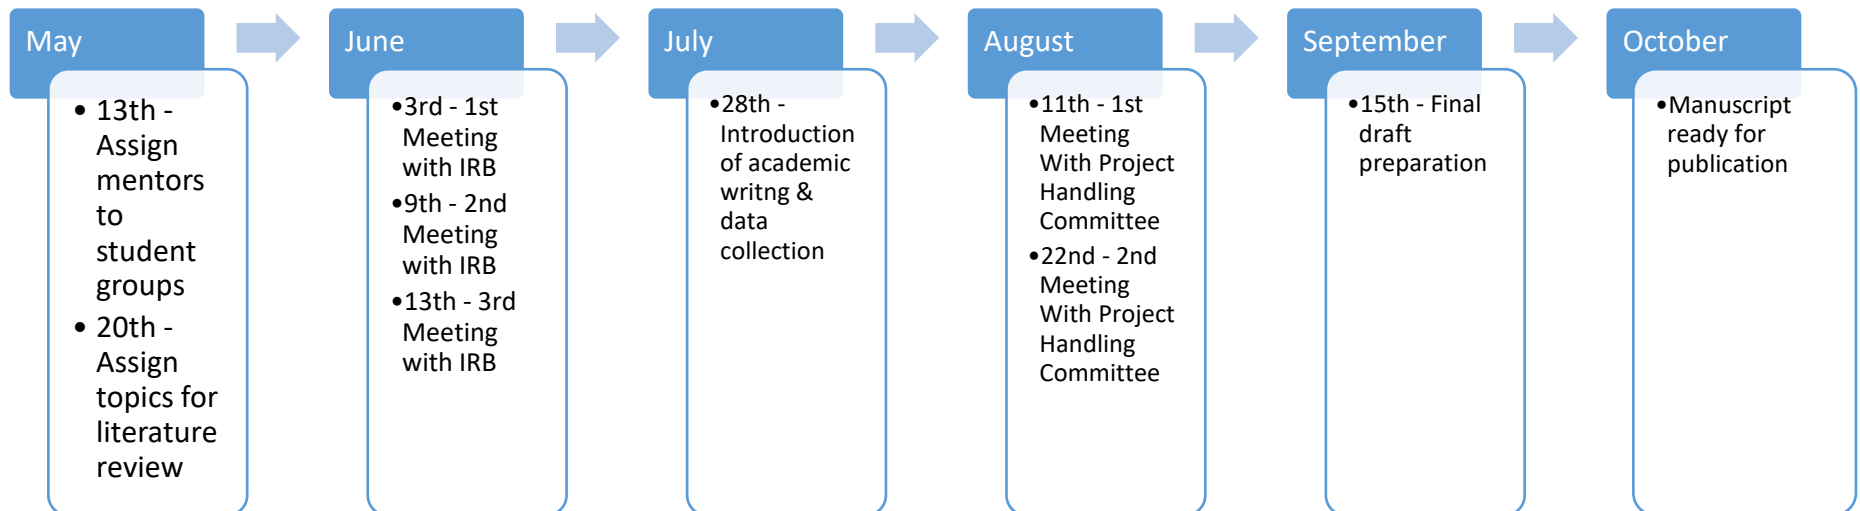 May
• 13th -
Assign
mentors
to
student
groups
• 20th -
Assign
topics for
literature
review
June
•3rd - 1st
Meeting
with IRB
•9th - 2nd
Meeting
with IRB
•13th - 3rd
Meeting
with IRB
July
•28th -
Introduction
of academic
writng &
data
collection
August
•11th - 1st
Meeting
With Project
Handling
Committee
•22nd - 2nd
Meeting
With Project
Handling
Committee
September
•15th - Final
draft
preparation
October
•Manuscript
ready for
publication